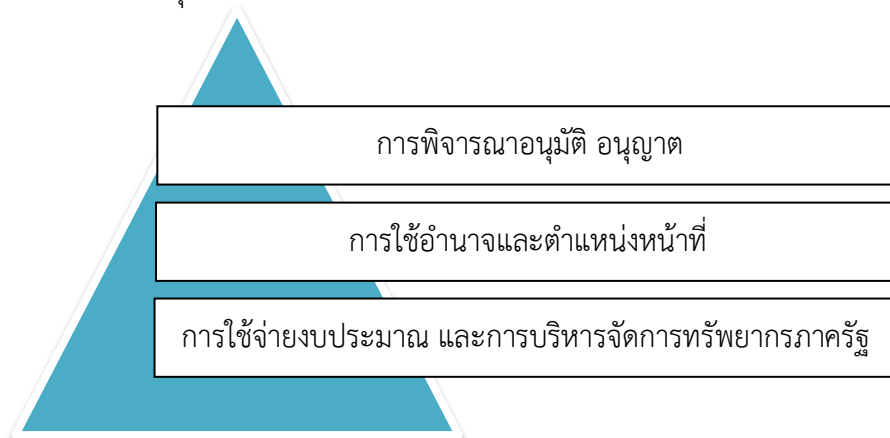 การพิจารณาอนุมัติ อนุญาต
การใช้อำนาจและตำแหน่งหน้าที่
การใช้จ่ายงบประมาณ และการบริหารจัดการทรัพยากรภาครัฐ